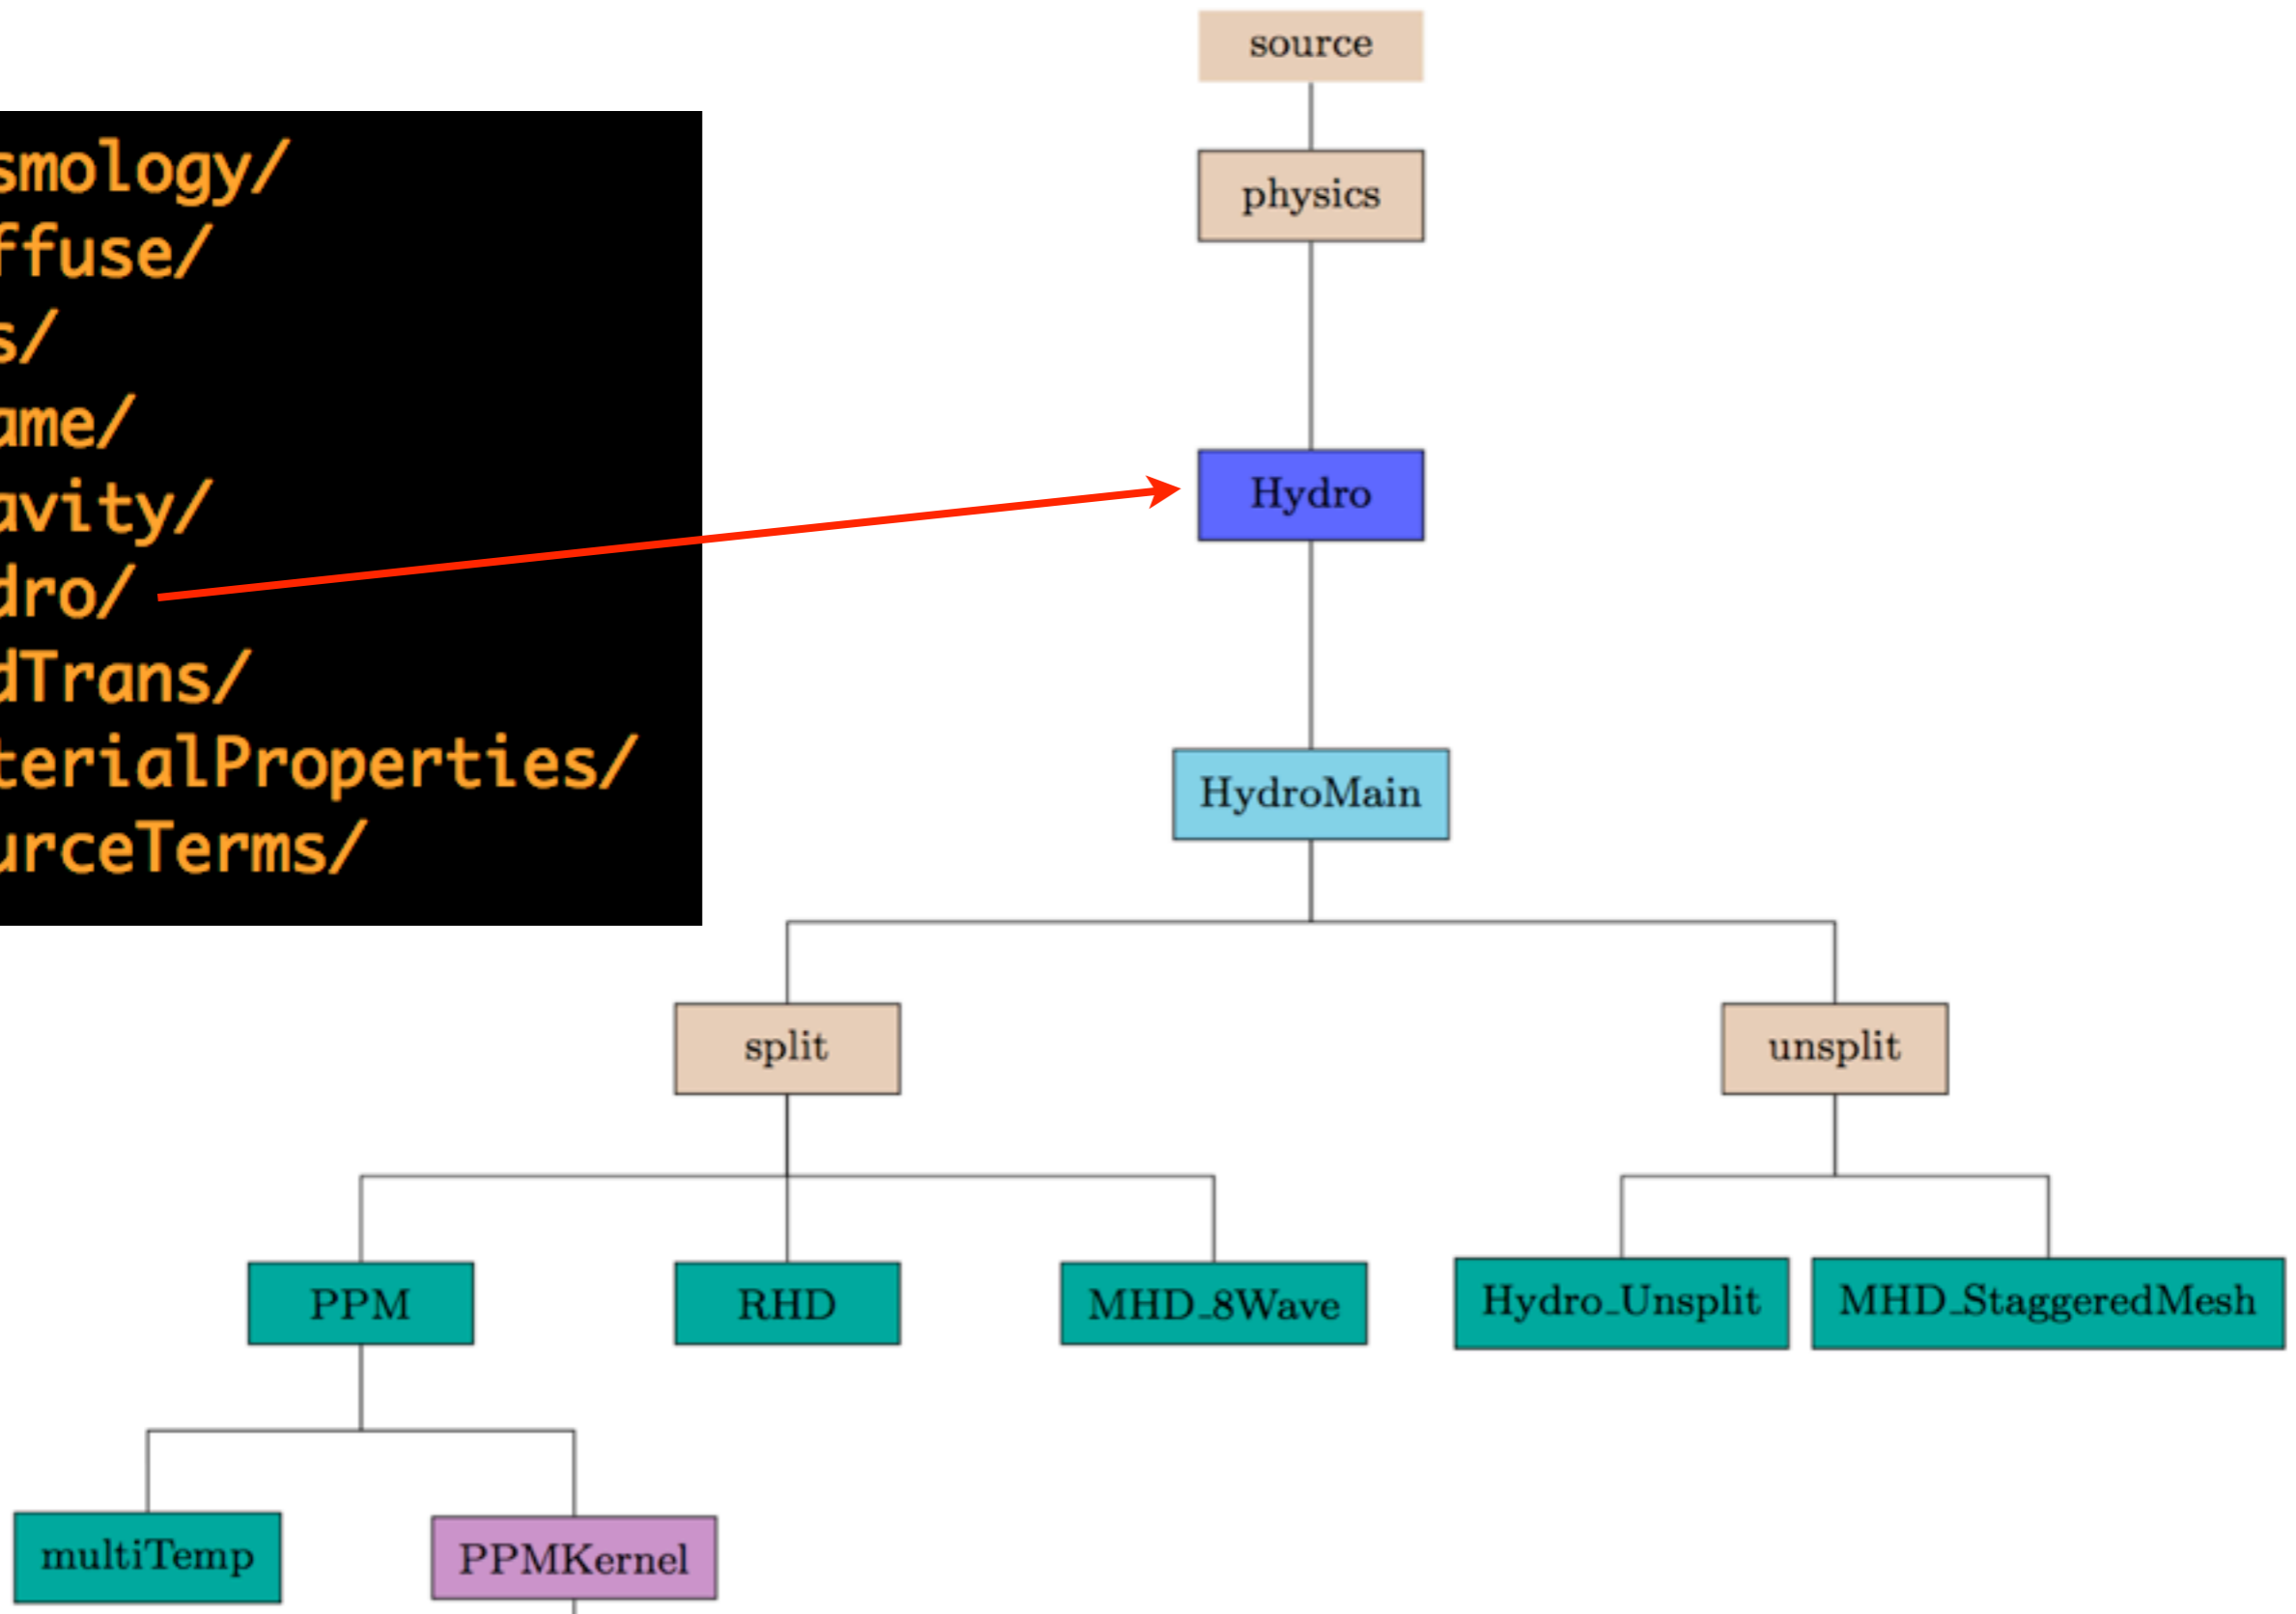 smology/
ffuse/
s/
ame/
avity/
dro/
dTrans/
terialProperties/
urceTerms/
source
physics
Hydro
HydroMain
split
unsplit
PPM
RHD
MHD_8Wave
Hydro_Unsplit
MHD_StaggeredMesh
multiTemp
PPMKernel